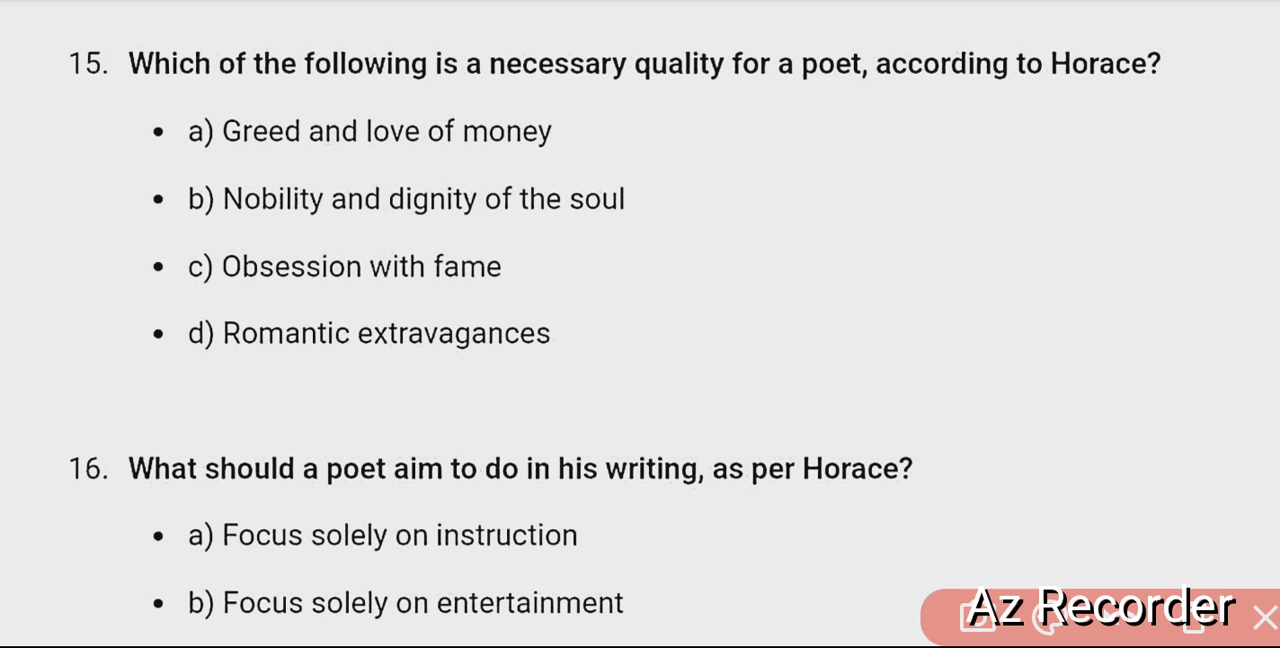 15. Which of the following is a necessary quality for a poet, according to Horace?
• a) Greed and love of money
• b) Nobility and dignity of the soul
• c) Obsession with fame
• d) Romantic extravagances
16. What should a poet aim to do in his writing, as per Horace?
• a) Focus solely on instruction
• b) Focus solely on entertainment
Az Recorder